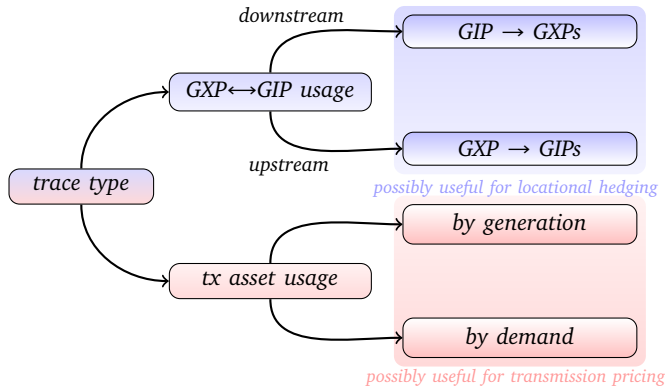 downstream
GIP → GXPs
GXP⟷GIP usage
GXP → GIPs
upstream
trace type
possibly useful for locational hedging
by generation
tx asset usage
by demand
possibly useful for transmission pricing